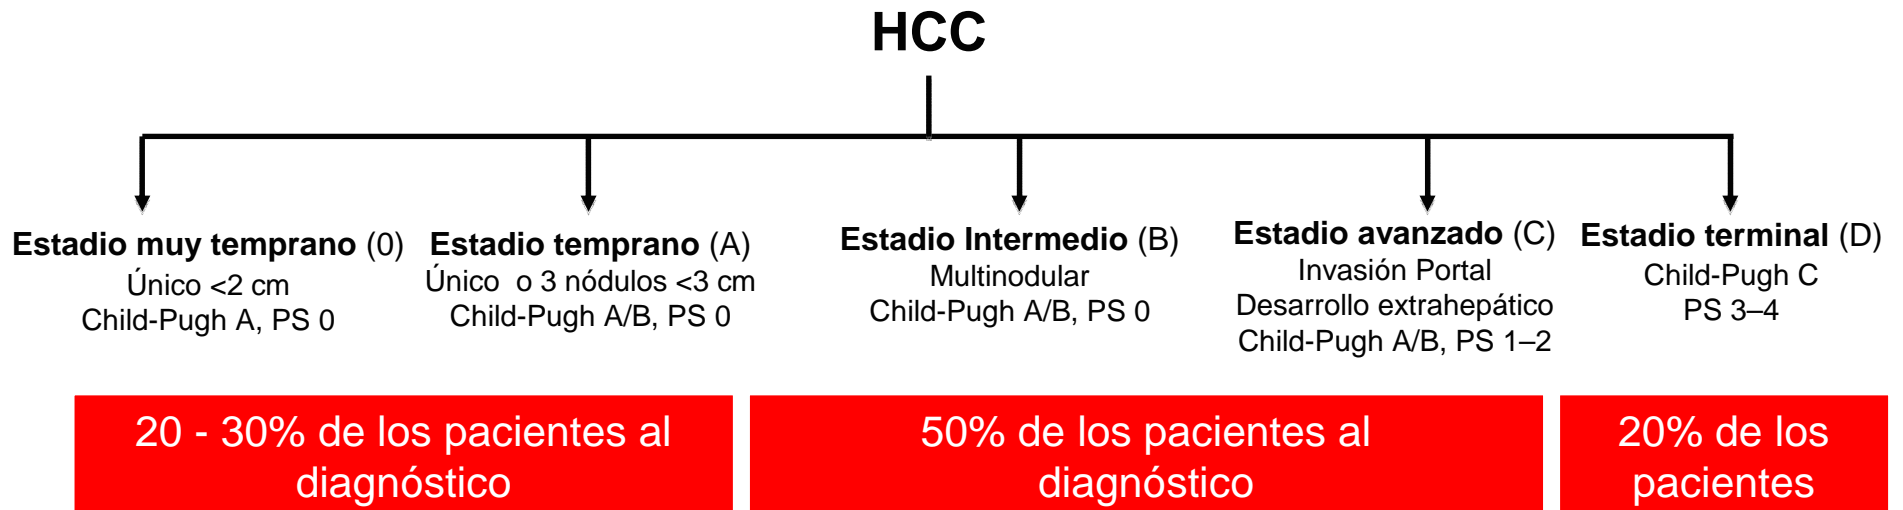 HCC
Estadio muy temprano (0)
Único <2 cm
Child-Pugh A, PS 0
Estadio temprano (A)
Único o 3 nódulos <3 cm
Child-Pugh A/B, PS 0
Estadio Intermedio (B)
Multinodular
Child-Pugh A/B, PS 0
Estadio avanzado (C)
Invasión Portal
Desarrollo extrahepático
Child-Pugh A/B, PS 1–2
Estadio terminal (D)
Child-Pugh C
PS 3–4
20 - 30% de los pacientes al
diagnóstico
50% de los pacientes al
diagnóstico
20% de los
pacientes